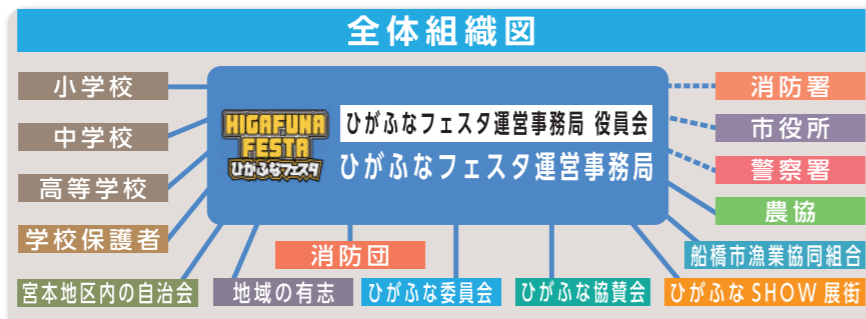 全体組織図
小学校
中学校
高等学校
学校保護者
宮本地区内の自治会
HIGAFUNA
FESTA
ひがふなフェスタ
ひがふなフェスタ運営事務局 役員会
ひがふなフェスタ運営事務局
消防署
市役所
警察署
農協
船橋市漁業協同組合
消防団
地域の有志
ひがふな委員会
ひがふな協賛会
ひがふな SHOW 展街